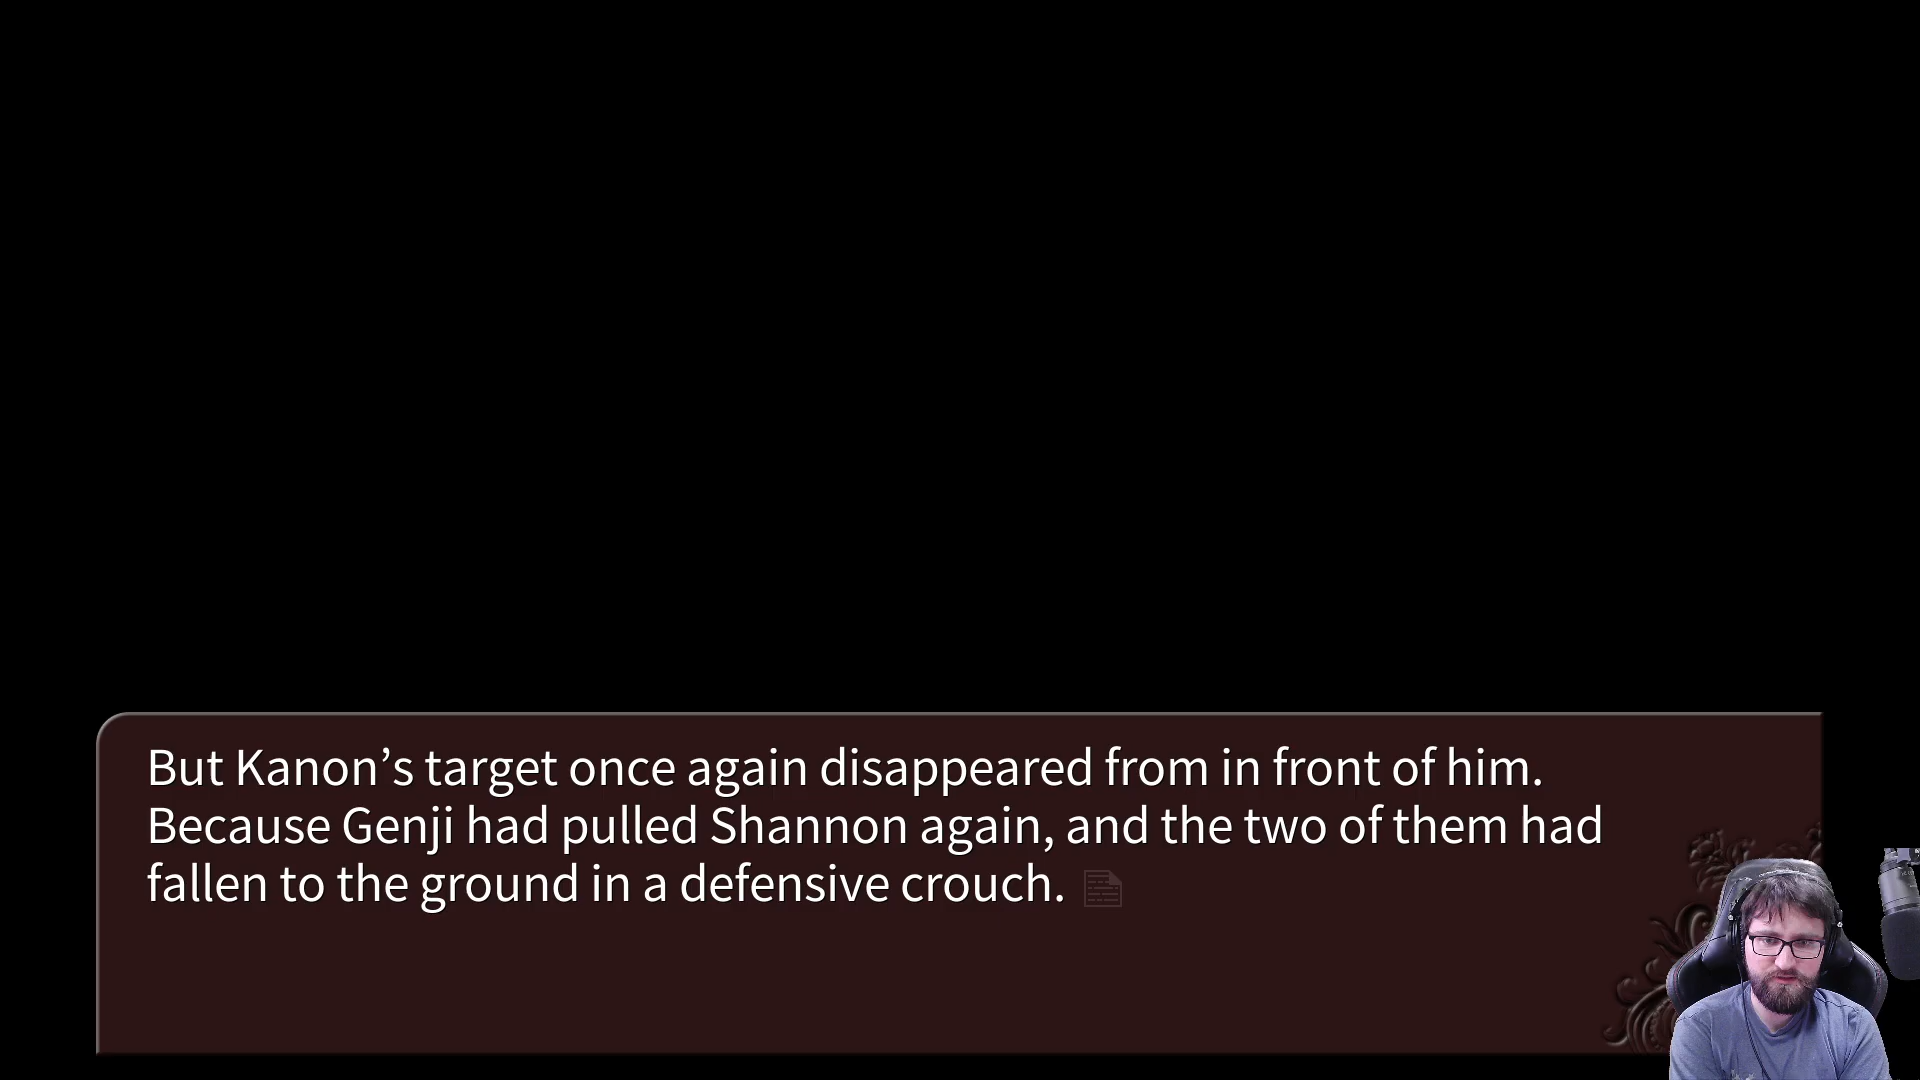 But Kanon’s target once again disappeared from in front of him.
Because Genji had pulled Shannon again, and the two of them had
fallen to the ground in a defensive crouch.